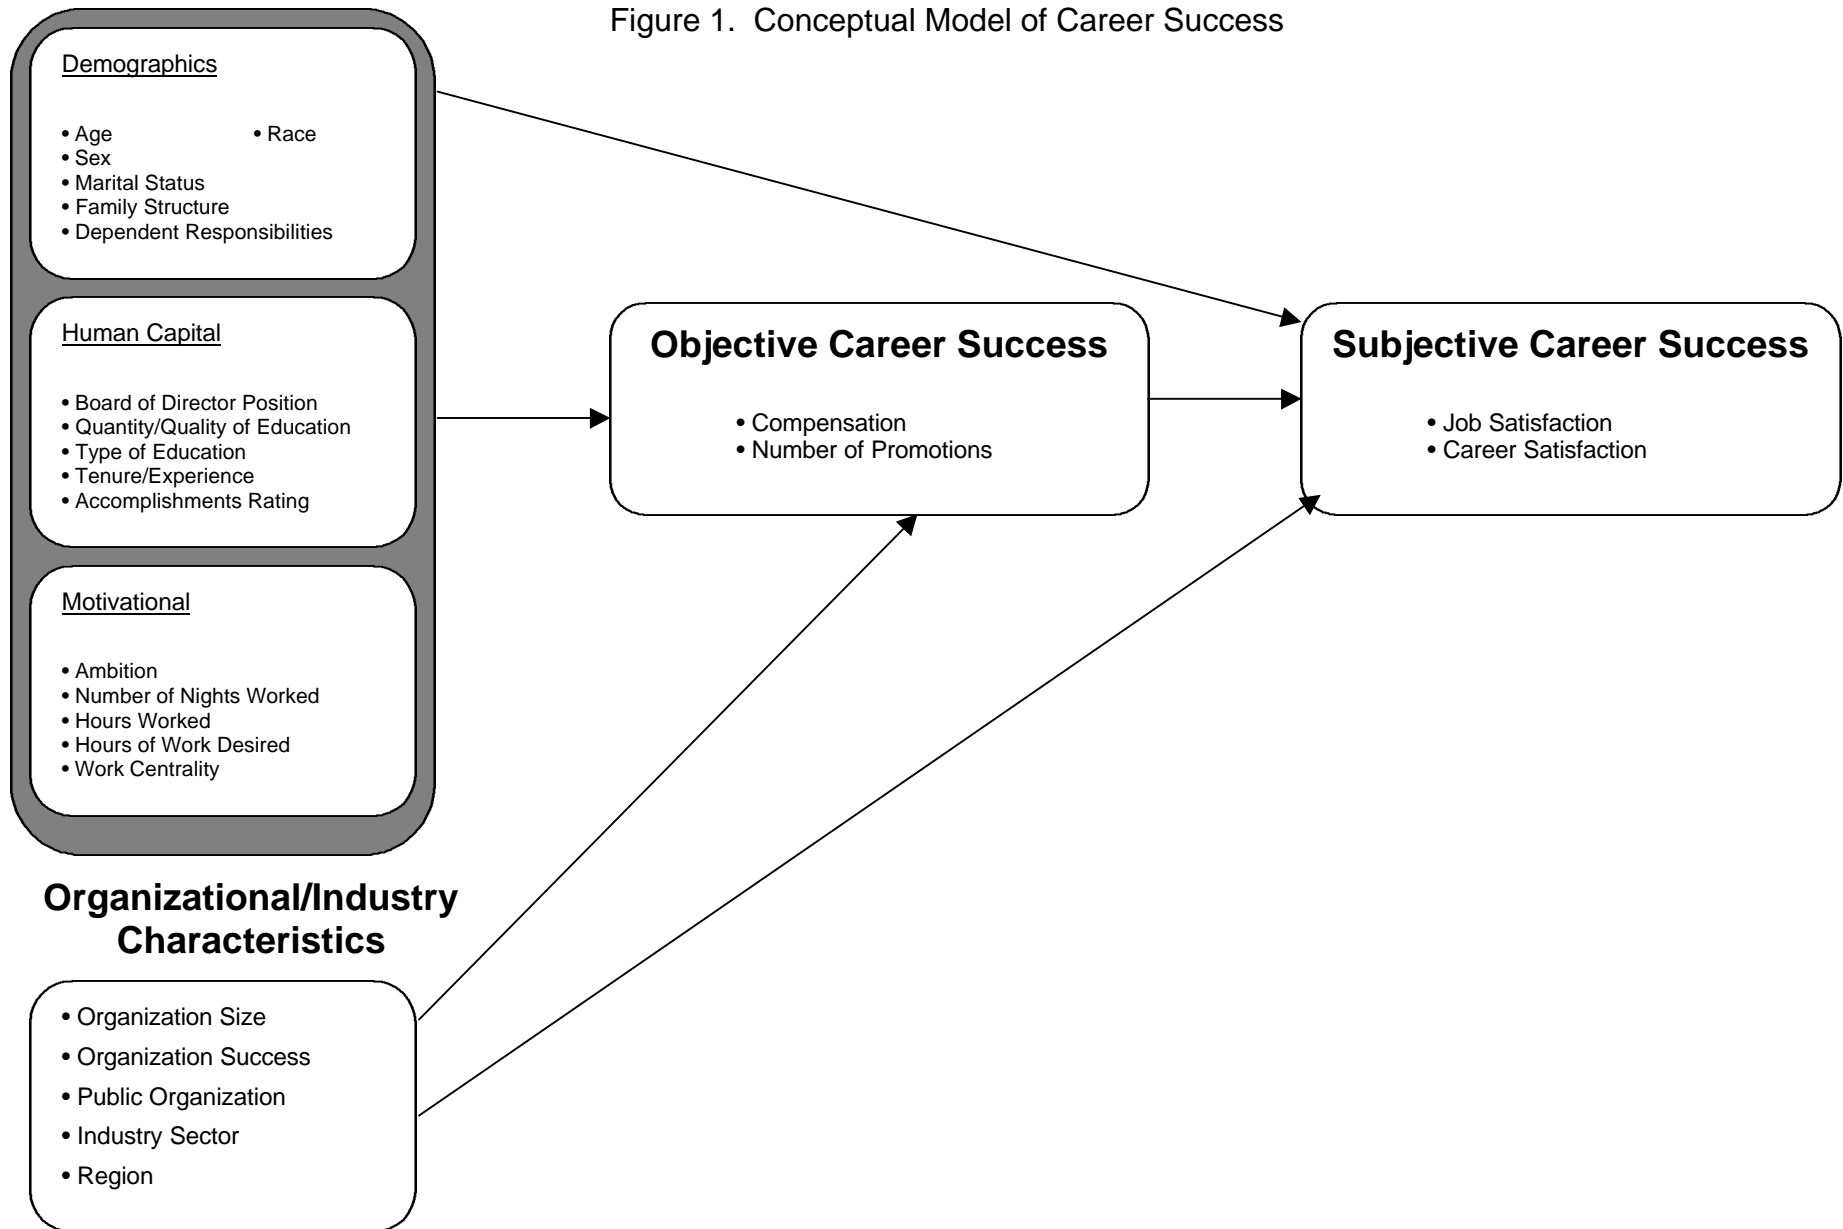 Figure 1.  Conceptual Model of Career Success
Demographics
• Age • Race
• Sex
• Marital Status
• Family Structure
• Dependent Responsibilities
Human Capital
• Board of Director Position
• Quantity/Quality of Education
• Type of Education
• Tenure/Experience
• Accomplishments Rating
Motivational
• Ambition
• Number of Nights Worked
• Hours Worked
• Hours of Work Desired
• Work Centrality
Objective Career Success
• Compensation
• Number of Promotions
Subjective Career Success
• Job Satisfaction
• Career Satisfaction
Organizational/Industry
Characteristics
• Organization Size
• Organization Success
• Public Organization
• Industry Sector
• Region